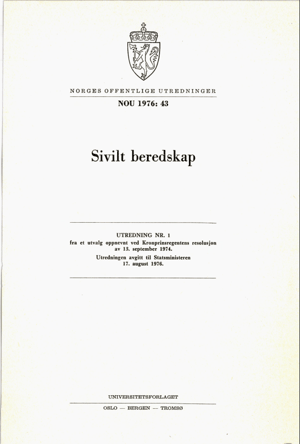 NORGES OFFENTLIGE UTREDNINGER
NOU 1976: 43
Sivilt beredskap
UTREDNING NR. 1
fra et utvalg oppnevnt ved Kronprinsregentens resolusjon
av 13. september 1974.
Utredningen avgitt til Statsministeren
17. august 1976.
UNIVERSITETSFORLAGET
OSLO — BERGEN — TROMSØ